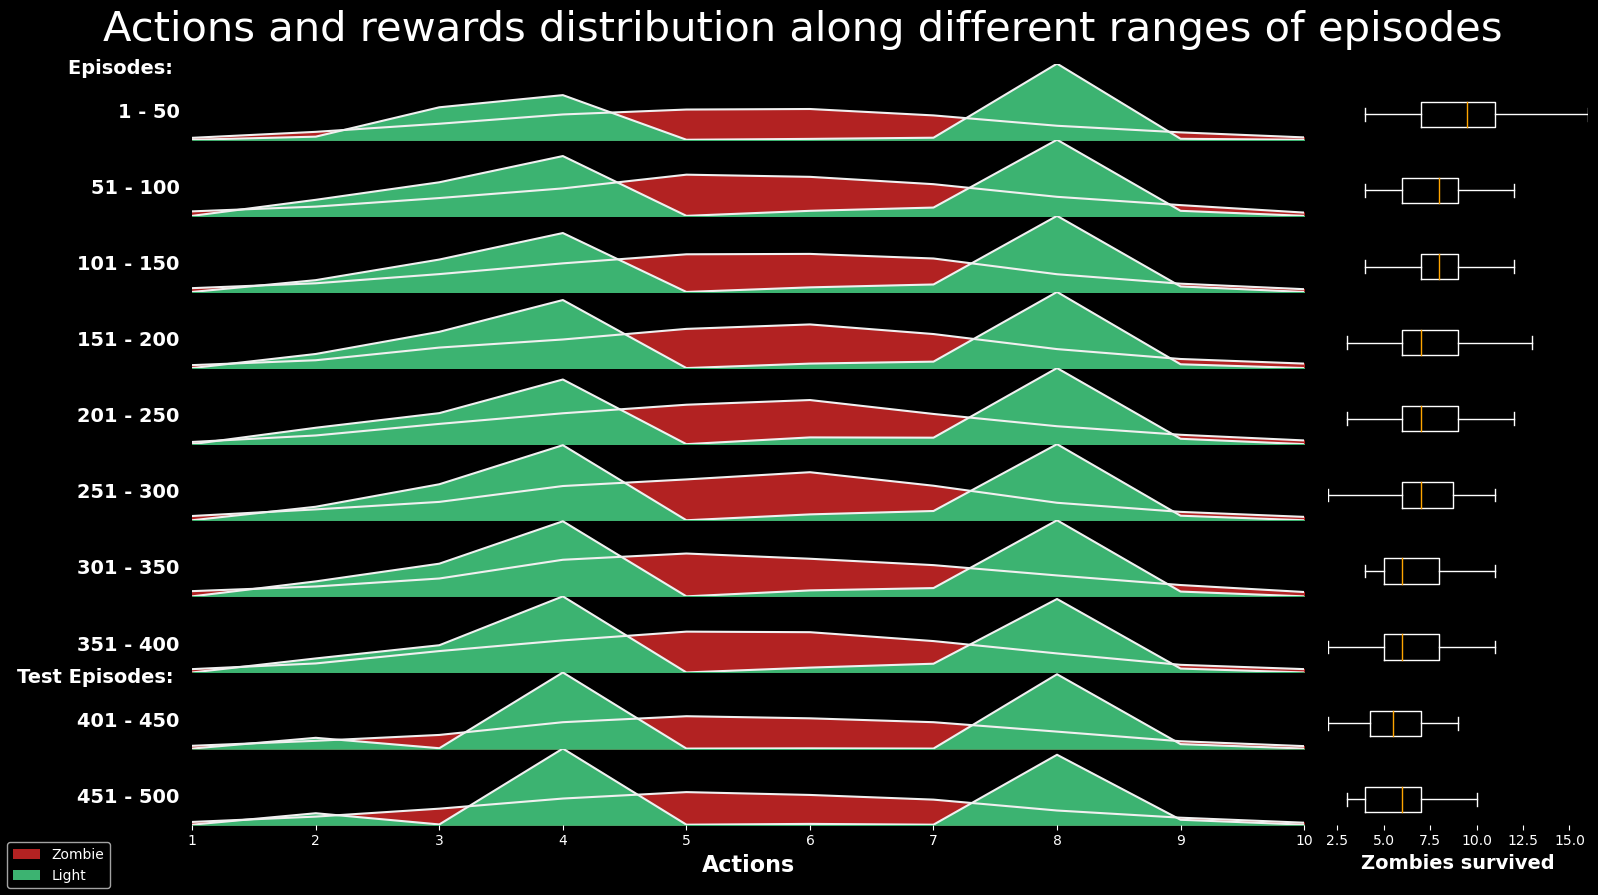 Actions and rewards distribution along different ranges of episodes
Episodes:
1 - 50
51 - 100
101 - 150
151 - 200
201 - 250
251 - 300
301 - 350
351 - 400
Test Episodes:
401 - 450
451 - 500
1 2 3 4 5 6 7 8 9 10
2.5 5.0 7.5 10.0 12.5 15.0
Actions
Zombies survived
Zombie
Light